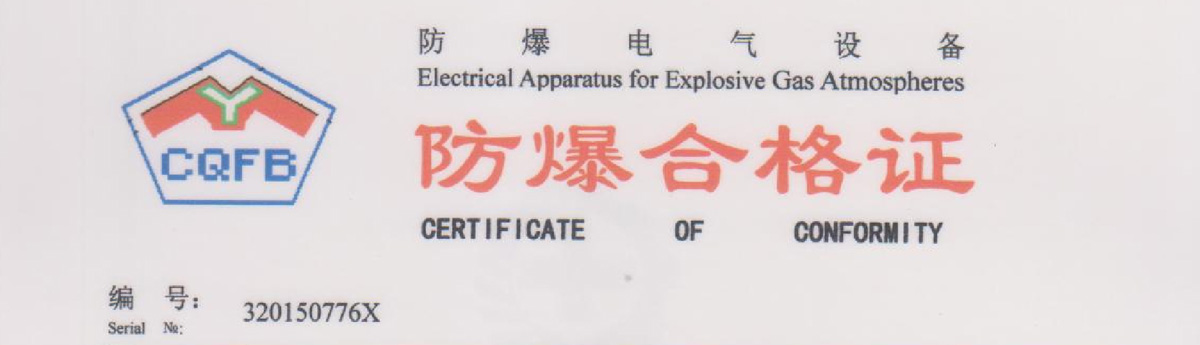 防爆电气设备
Electrical Apparatus for Explosive Gas Atmospheres
CQFB
防爆合格证
CERTIFICATE OF CONFORMITY
编 号: 320150776X
Serial №: